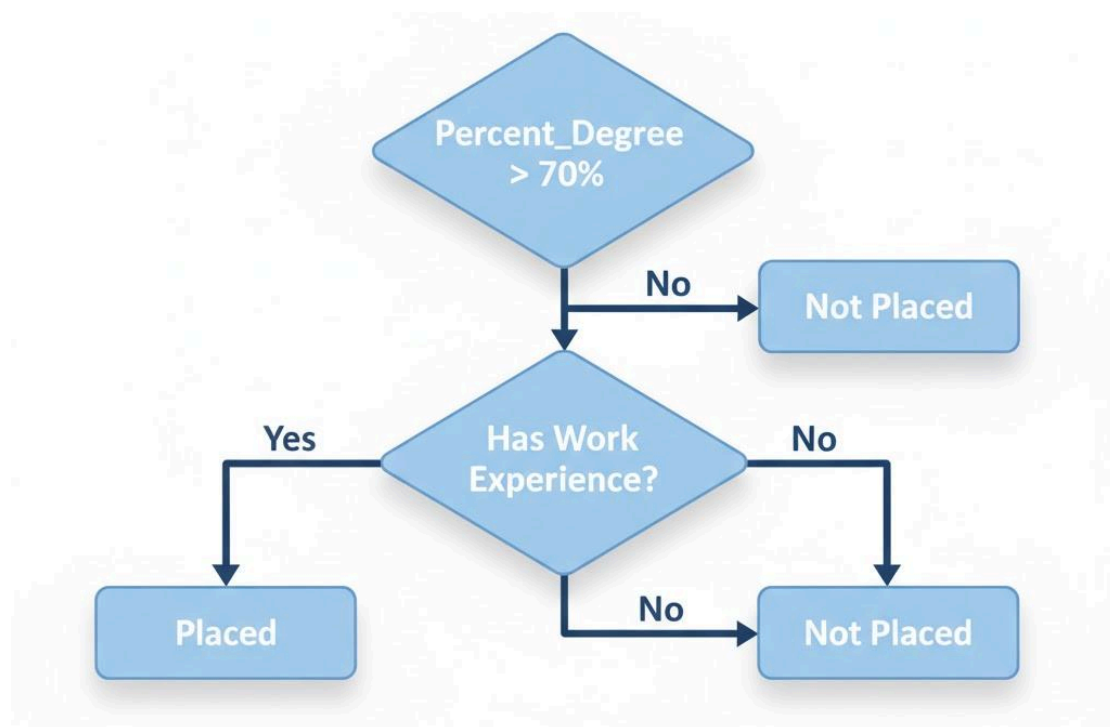 Percent_Degree
> 70%
No
Not Placed
Has Work
Experience?
Yes
No
Placed
No
Not Placed